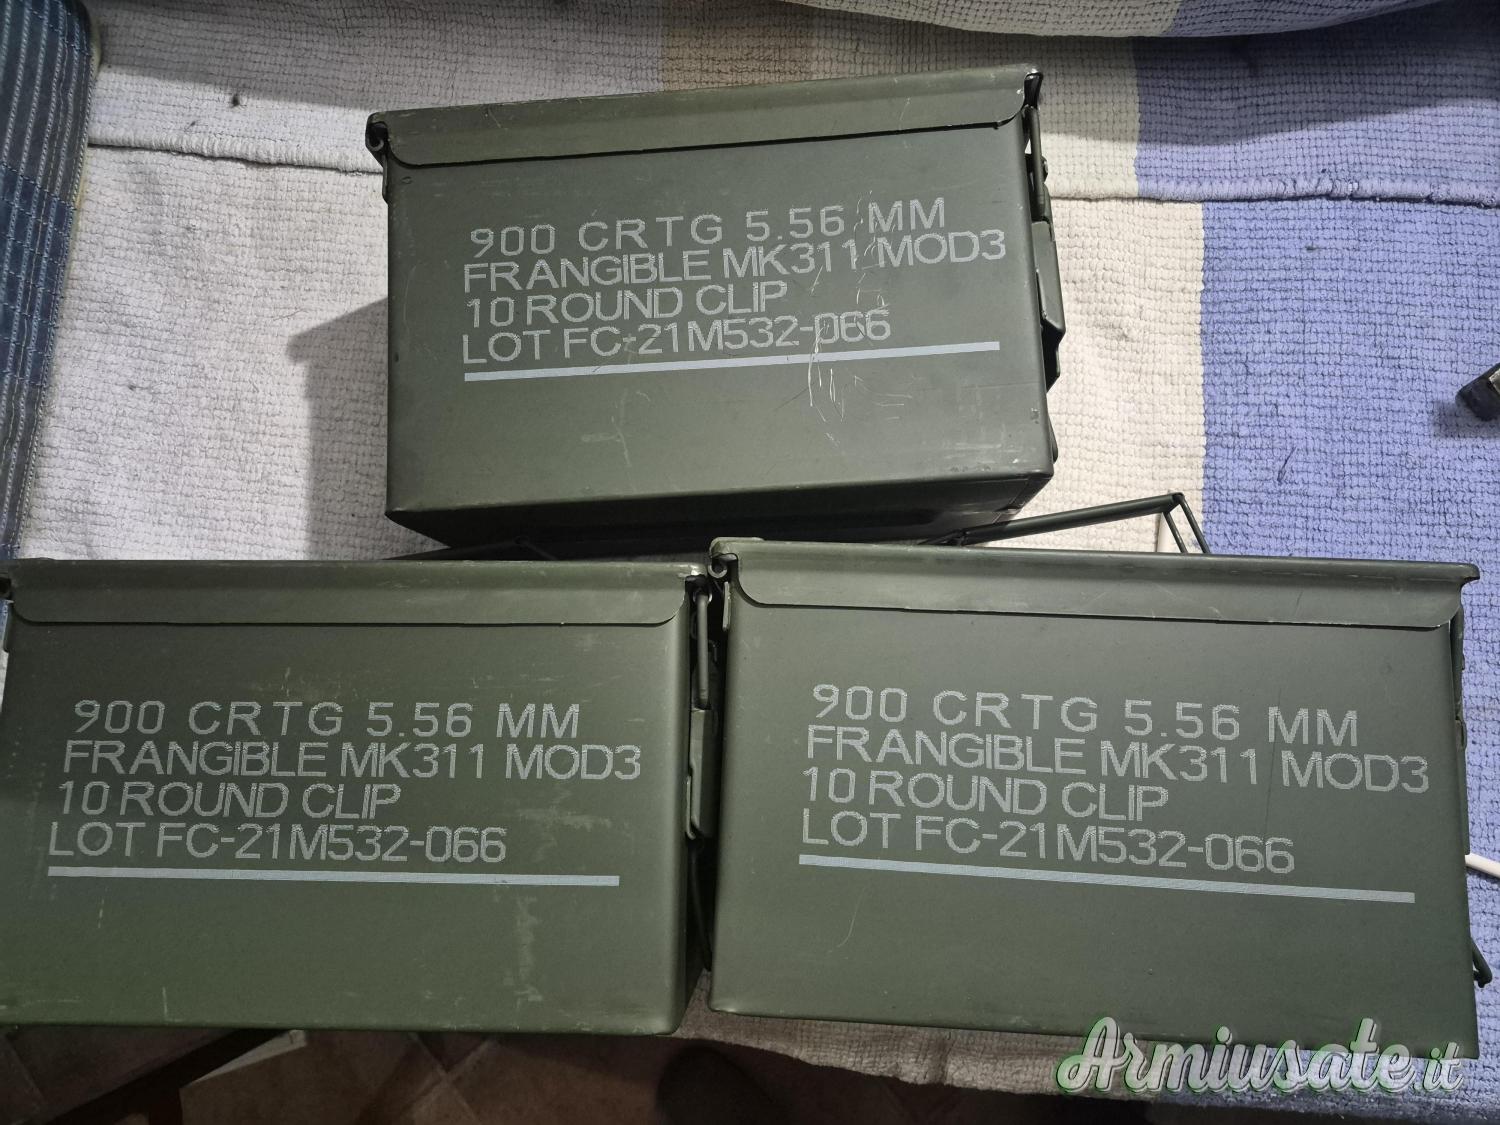 900 CRTG 5.56 MM
FRANGIBLE MK311 MOD3
10 ROUND CLIP
LOT FC-21M532-066
900 CRTG 5.56 MM
FRANGIBLE MK311 MOD3
10 ROUND CLIP
LOT FC-21M532-066
900 CRTG 5.56 MM
FRANGIBLE MK311 MOD3
10 ROUND CLIP
LOT FC-21M532-066
Armiusate.it